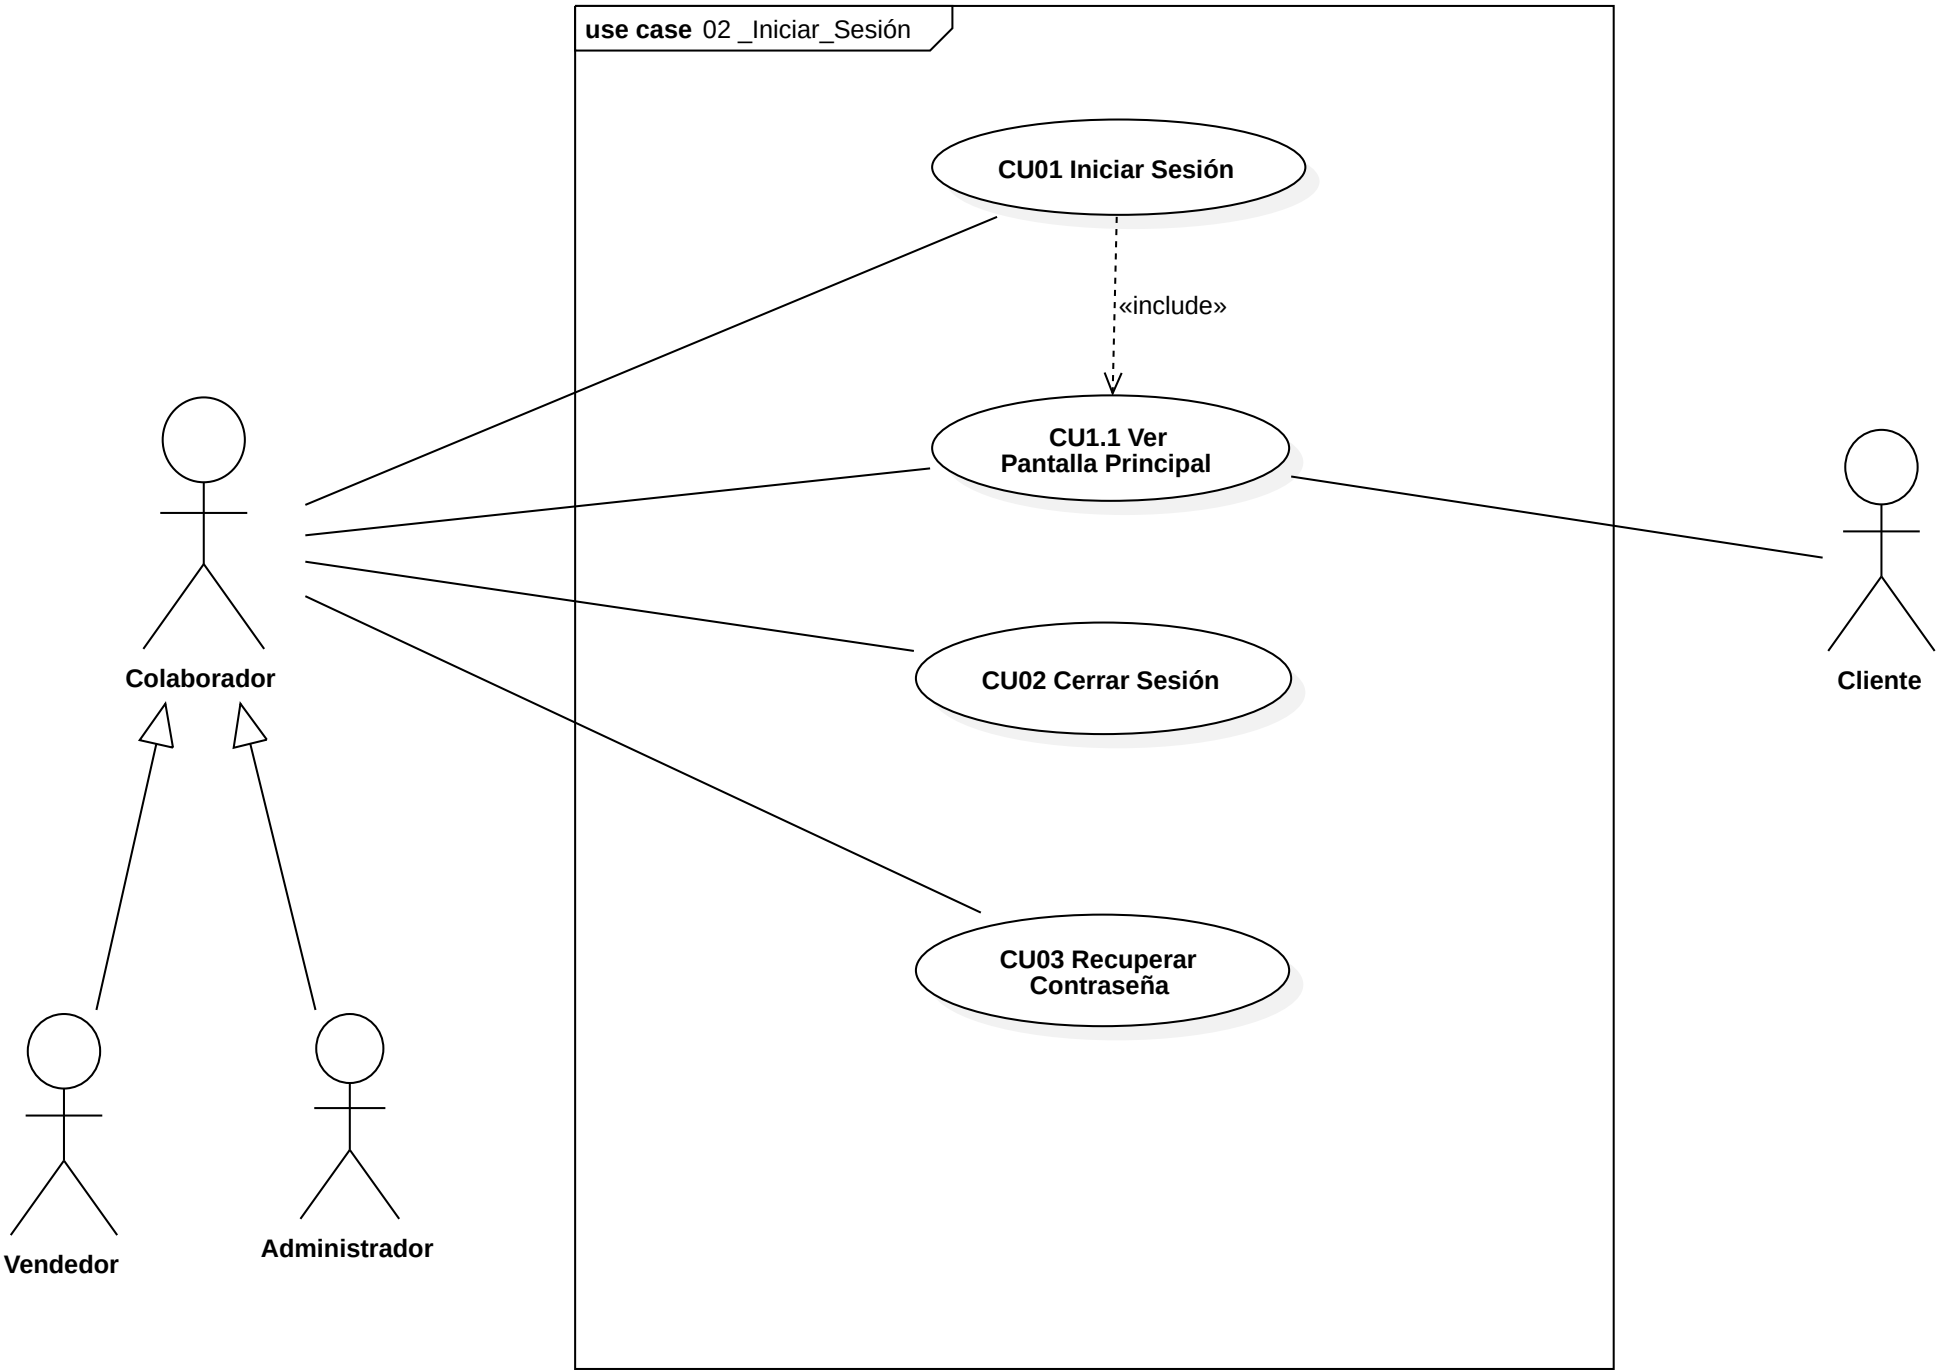 use case 02 _Iniciar_Sesión
CU01 Iniciar Sesión
«include»
CU1.1 Ver
Pantalla Principal
Colaborador
CU02 Cerrar Sesión
Cliente
CU03 Recuperar
Contraseña
Vendedor
Administrador